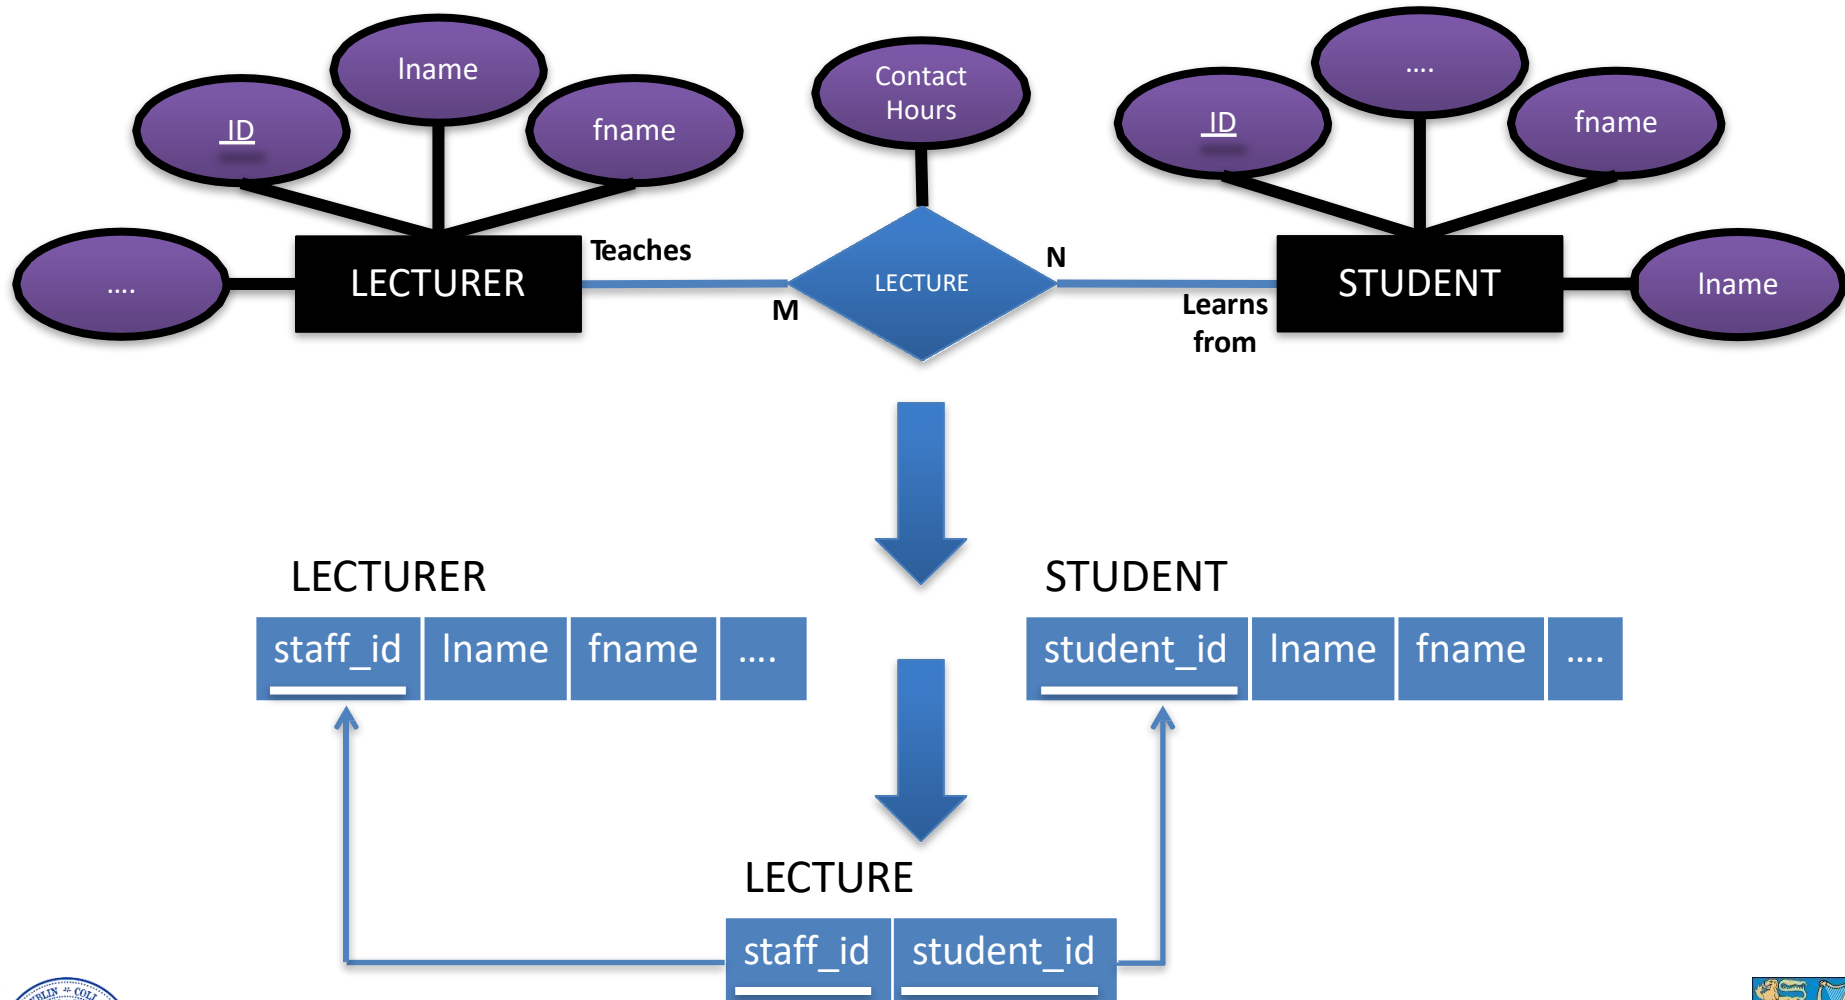 lname
Contact
Hours
....
ID
fname
ID
fname
Teaches
N
....
LECTURER
LECTURE
STUDENT
lname
M
Learns
from
LECTURER
STUDENT
staff_id lname fname ....
student_id lname fname ....
LECTURE
staff_id student_id